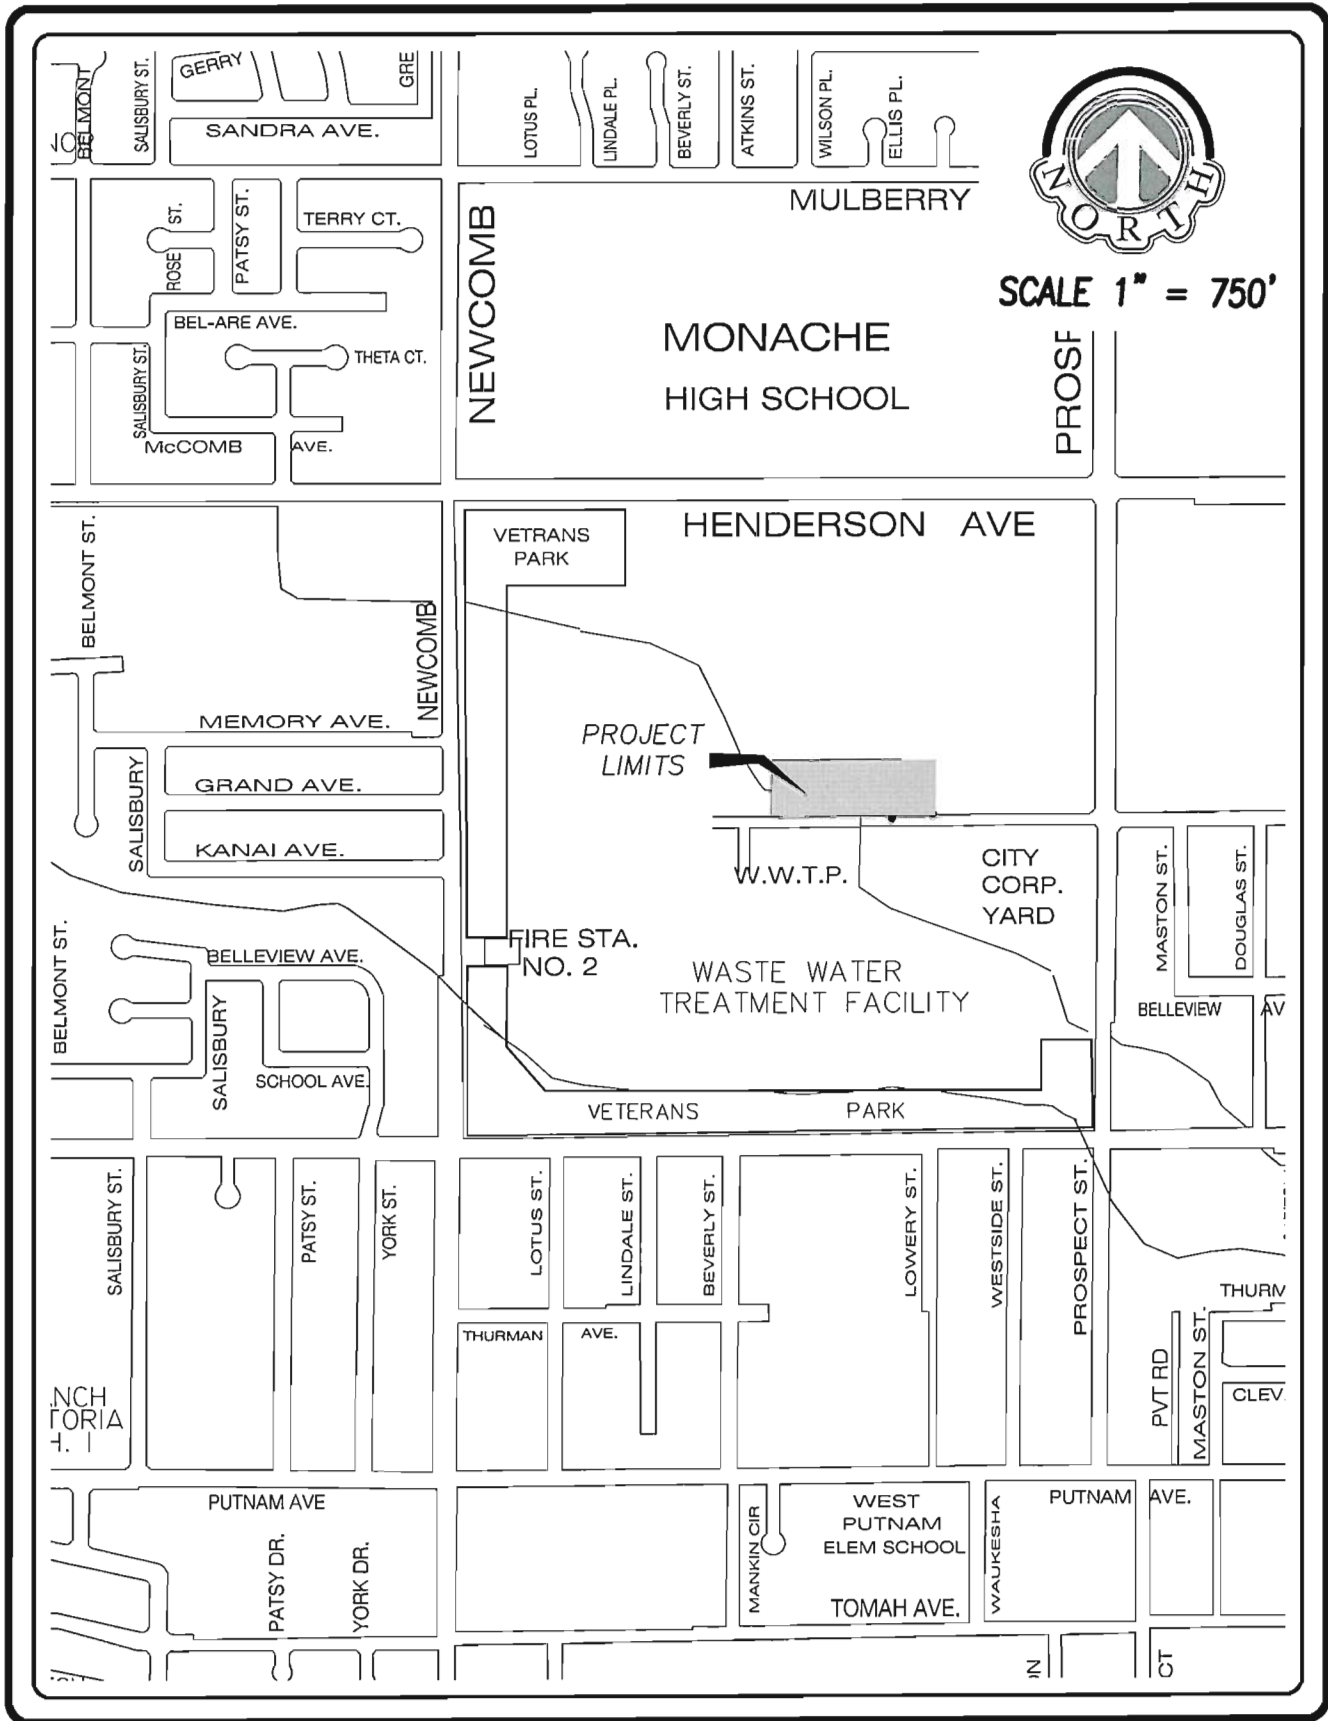 BELMONT
SALISBURY ST.
GERRY
GRE
SANDRA AVE.
LOTUS PL.
LINDALE PL.
BEVERLY ST.
ATKINS ST.
WILSON PL.
ELLIS PL.
NORTH
SCALE 1" = 750'
MULBERRY
ROSE ST.
PATSY ST.
TERRY CT.
NEWCOMB
BEL-ARE AVE.
THETA CT.
SALISBURY ST.
McCOMB AVE.
MONACHE
HIGH SCHOOL
HENDERSON AVE
VETRANS
PARK
BELMONT ST.
NEWCOMB
MEMORY AVE.
PROJECT
LIMITS
GRAND AVE.
SALISBURY
KANAI AVE.
W.W.T.P.
CITY
CORP.
YARD
MASTON ST.
DOUGLAS ST.
BELMONT ST.
BELLEVIEW AVE.
FIRE STA.
NO. 2
WASTE WATER
TREATMENT FACILITY
BELLEVIEW AV
SALISBURY
SCHOOL AVE.
VETERANS PARK
SALISBURY ST.
PATSY ST.
YORK ST.
LOTUS ST.
LINDALE ST.
BEVERLY ST.
LOWERY ST.
WESTSIDE ST.
PROSPECT ST.
THURM
THURMAN AVE.
PVT RD
MASTON ST.
CLEV.
NCH
TORIA
PUTNAM AVE
PATSY DR.
YORK DR.
MANKIN CIR
WEST
PUTNAM
ELEM SCHOOL
TOMAH AVE.
WAUKESHA
PUTNAM AVE.
CT